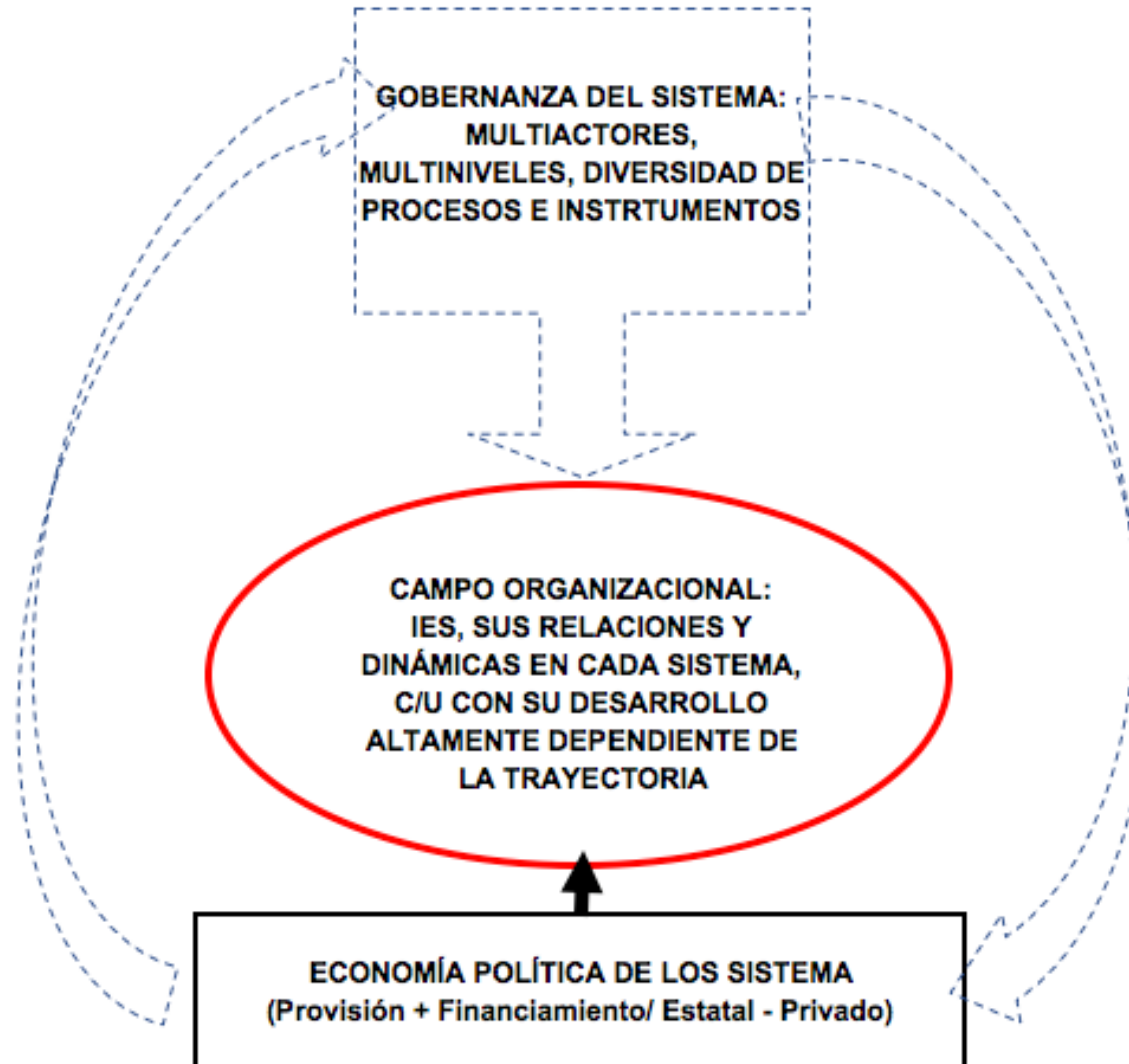 GOBERNANZA DEL SISTEMA:
MULTIACTORES,
MULTINIVELES, DIVERSIDAD DE
PROCESOS E INSTRTUMENTOS
CAMPO ORGANIZACIONAL:
IES, SUS RELACIONES Y
DINÁMICAS EN CADA SISTEMA,
C/U CON SU DESARROLLO
ALTAMENTE DEPENDIENTE DE
LA TRAYECTORIA
ECONOMÍA POLÍTICA DE LOS SISTEMA
(Provisión + Financiamiento/ Estatal - Privado)